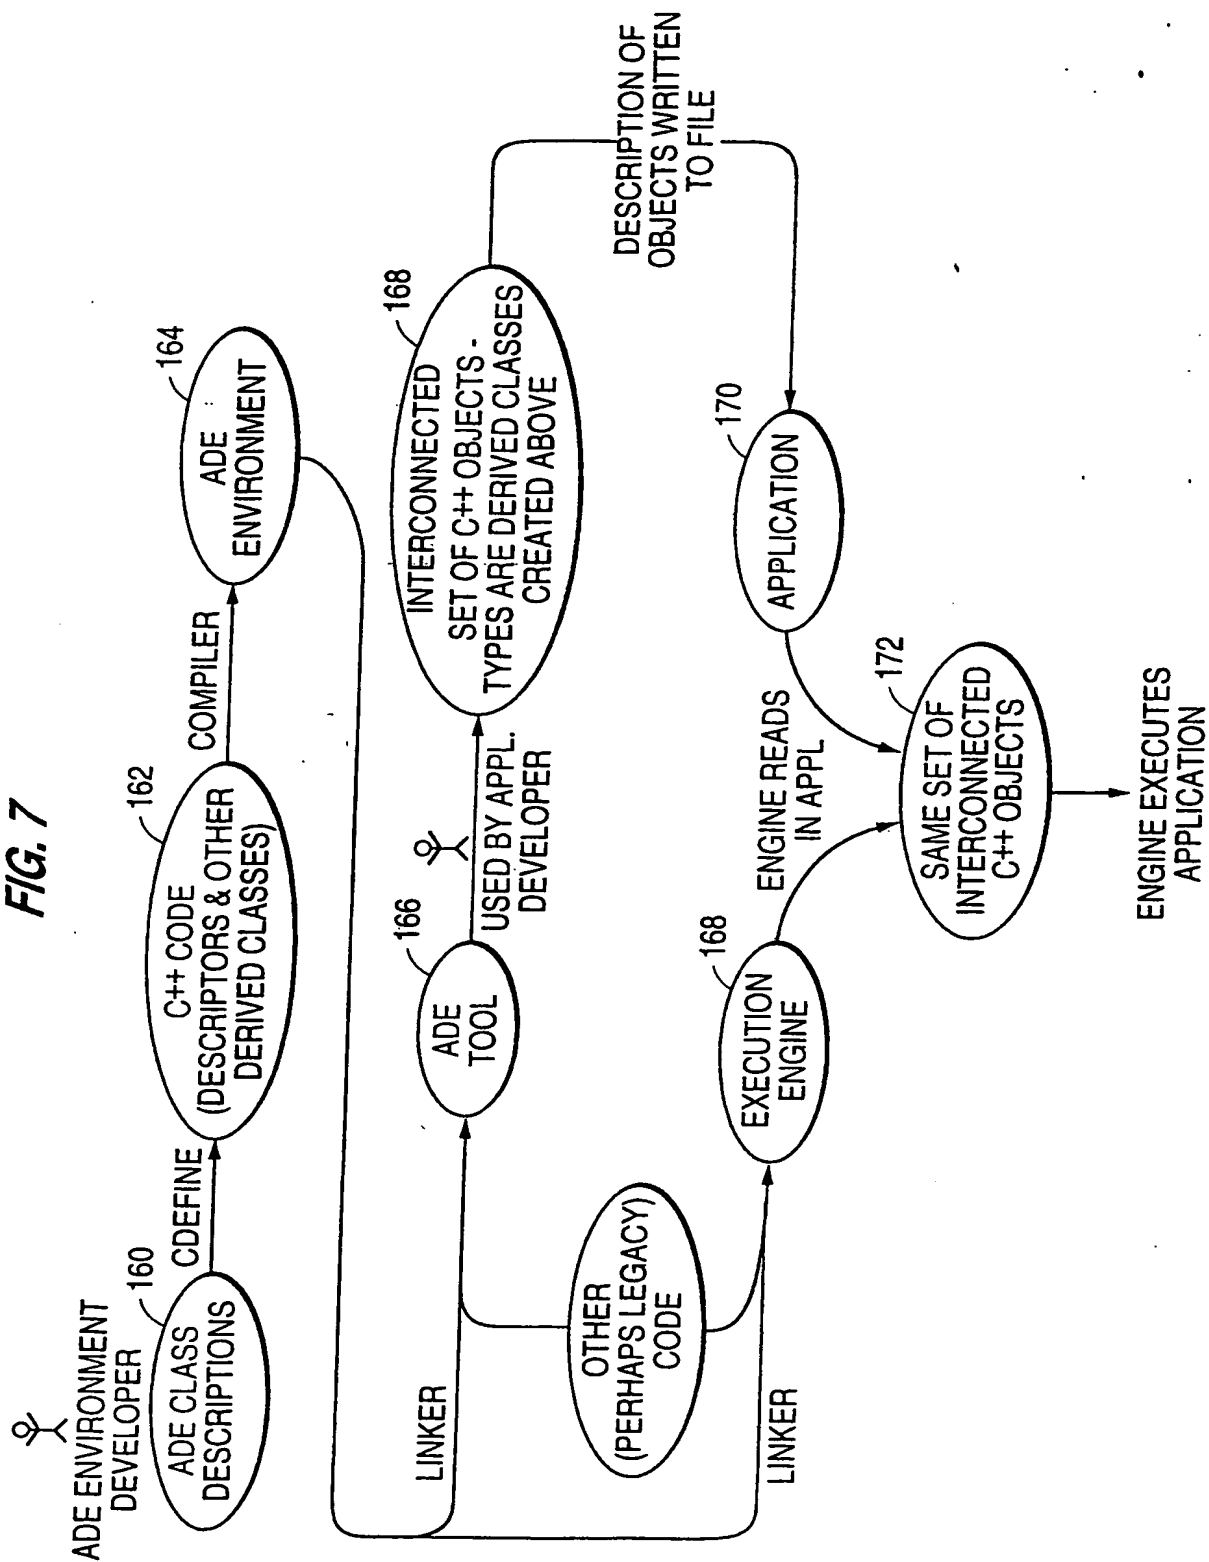 FIG. 7
ADE ENVIRONMENT
DEVELOPER
160
ADE CLASS
DESCRIPTIONS
CDEFINE
162
C++ CODE
(DESCRIPTORS & OTHER
DERIVED CLASSES)
COMPILER
164
ADE
ENVIRONMENT
LINKER
166
ADE
TOOL
USED BY APPL.
DEVELOPER
168
INTERCONNECTED
SET OF C++ OBJECTS -
TYPES ARE DERIVED CLASSES
CREATED ABOVE
DESCRIPTION OF
OBJECTS WRITTEN
TO FILE
OTHER
(PERHAPS LEGACY)
CODE
LINKER
168
EXECUTION
ENGINE
ENGINE READS
IN APPL
170
APPLICATION
172
SAME SET OF
INTERCONNECTED
C++ OBJECTS
ENGINE EXECUTES
APPLICATION